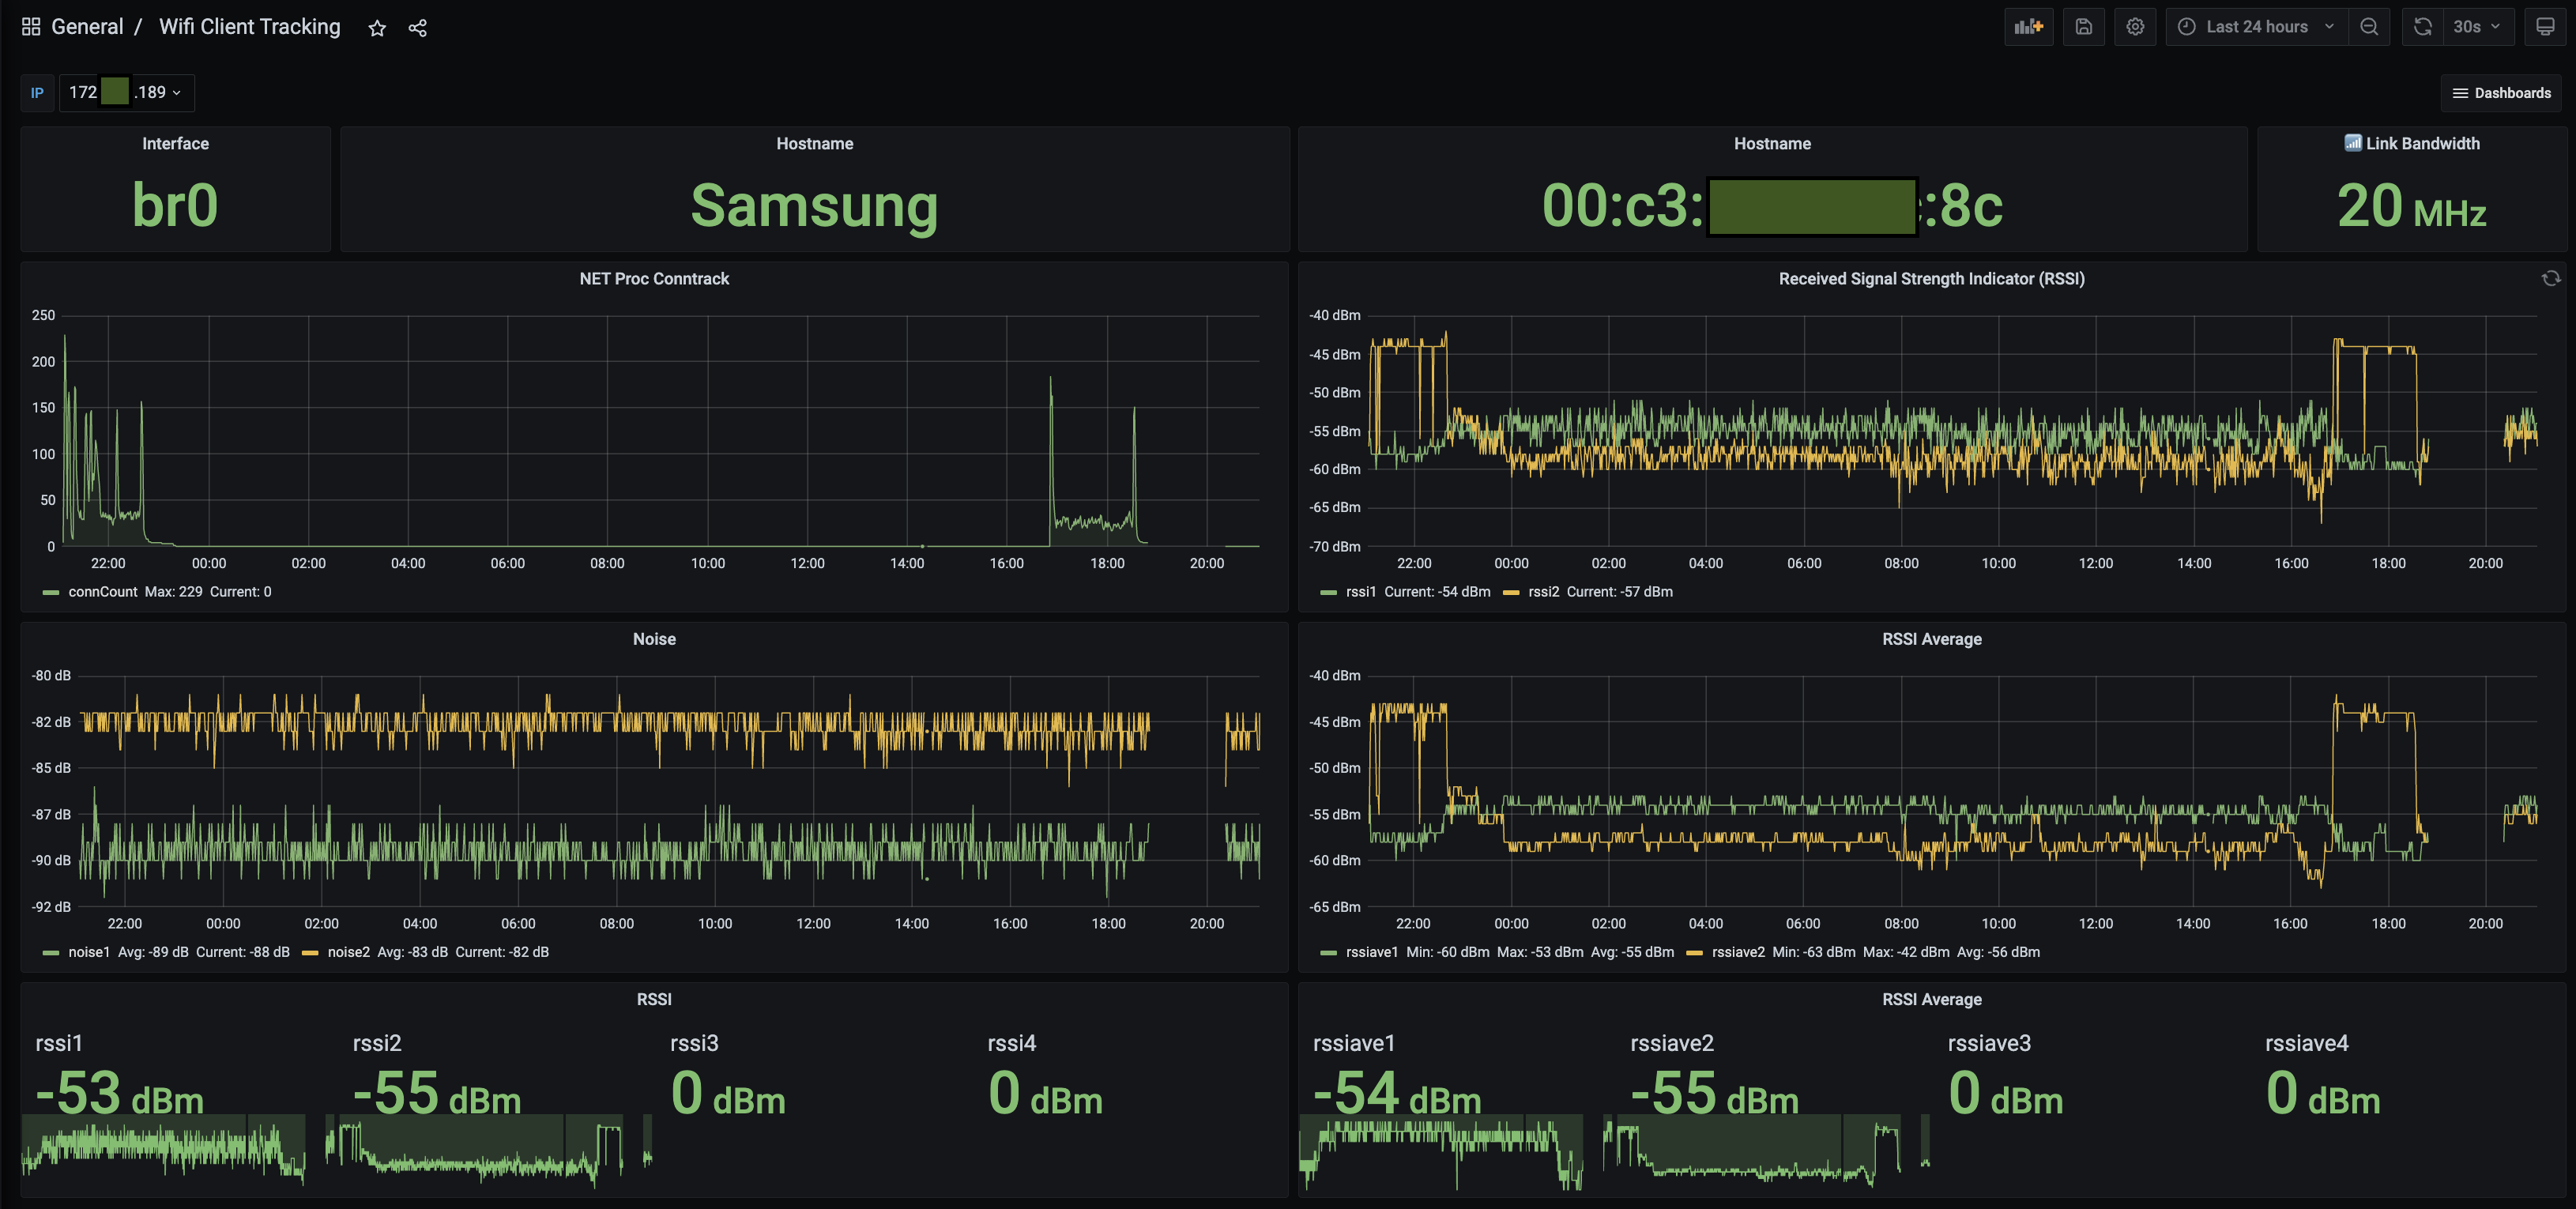 General / Wifi Client Tracking
Last 24 hours
30s
IP
172
.189
Dashboards
Interface
br0
Hostname
Samsung
Hostname
00:c3:
:8c
Link Bandwidth
20 MHz
NET Proc Conntrack
250
200
150
100
50
0
22:00 00:00 02:00 04:00 06:00 08:00 10:00 12:00 14:00 16:00 18:00 20:00
connCount Max: 229 Current: 0
Received Signal Strength Indicator (RSSI)
-40 dBm
-45 dBm
-50 dBm
-55 dBm
-60 dBm
-65 dBm
-70 dBm
22:00 00:00 02:00 04:00 06:00 08:00 10:00 12:00 14:00 16:00 18:00 20:00
rssi1 Current: -54 dBm rssi2 Current: -57 dBm
Noise
-80 dB
-82 dB
-85 dB
-87 dB
-90 dB
-92 dB
22:00 00:00 02:00 04:00 06:00 08:00 10:00 12:00 14:00 16:00 18:00 20:00
noise1 Avg: -89 dB Current: -88 dB noise2 Avg: -83 dB Current: -82 dB
RSSI Average
-40 dBm
-45 dBm
-50 dBm
-55 dBm
-60 dBm
-65 dBm
22:00 00:00 02:00 04:00 06:00 08:00 10:00 12:00 14:00 16:00 18:00 20:00
rssiave1 Min: -60 dBm Max: -53 dBm Avg: -55 dBm rssiave2 Min: -63 dBm Max: -42 dBm Avg: -56 dBm
RSSI
rssi1 rssi2 rssi3 rssi4
-53 dBm -55 dBm 0 dBm 0 dBm
RSSI Average
rssiave1 rssiave2 rssiave3 rssiave4
-54 dBm -55 dBm 0 dBm 0 dBm